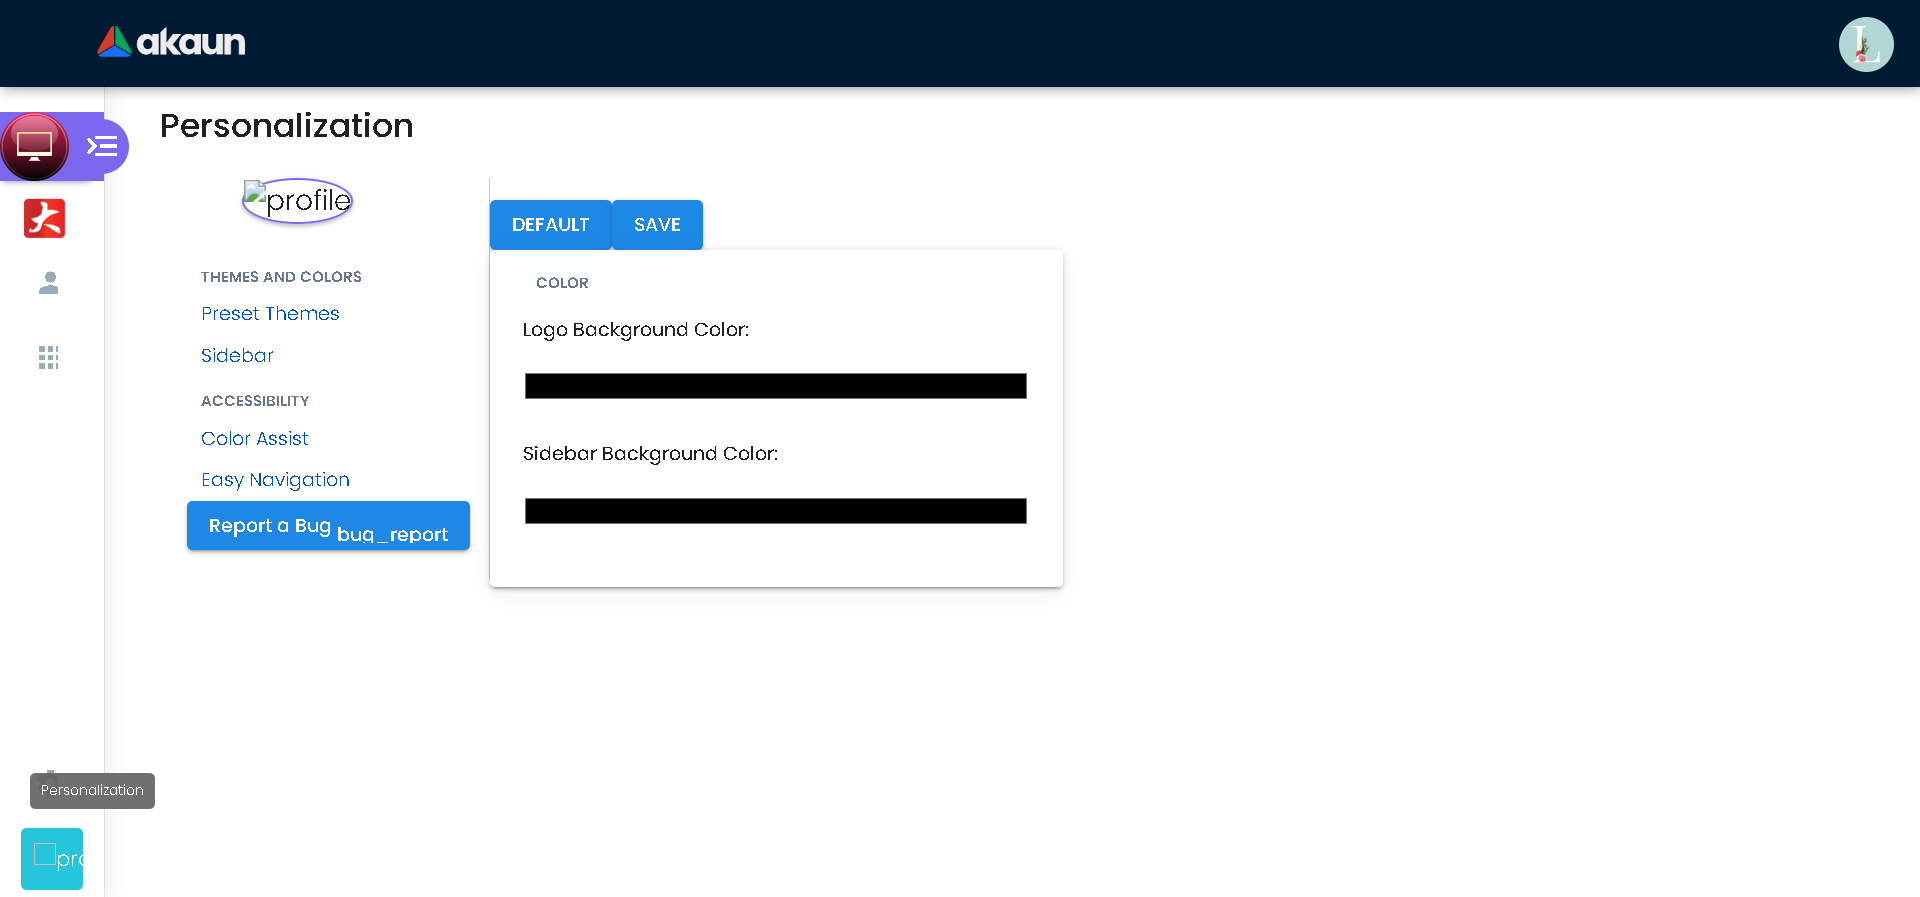 akaun
L
Personalization
profile
DEFAULT
SAVE
THEMES AND COLORS
Preset Themes
Sidebar
ACCESSIBILITY
Color Assist
Easy Navigation
Report a Bug bug_report
COLOR
Logo Background Color:
Sidebar Background Color:
Personalization
pro